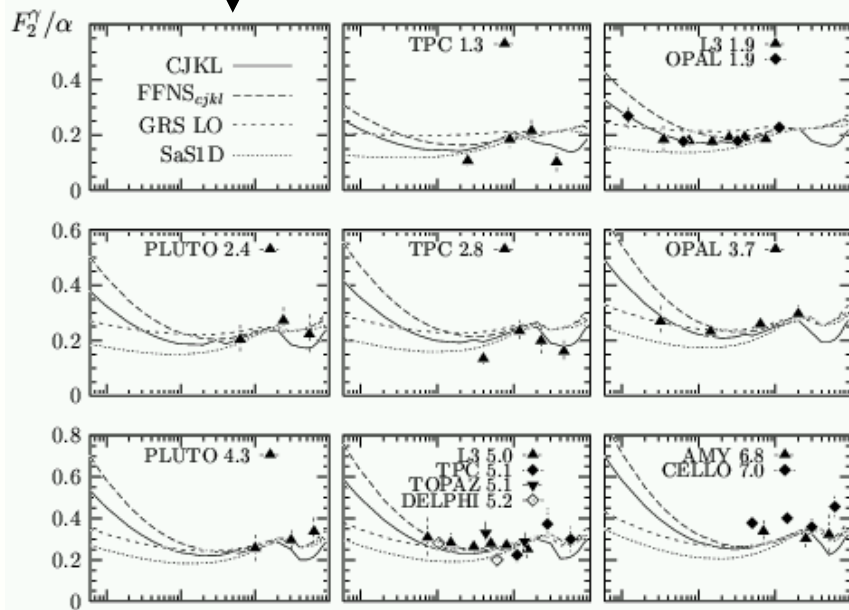 F₂^γ/α
TPC 1.3
L3 1.9
OPAL 1.9
CJKL
FFNS_cjkl
GRS LO
SaS1D
0.4
0.2
0
PLUTO 2.4
TPC 2.8
OPAL 3.7
0.6
0.4
0.2
0
PLUTO 4.3
L3 5.0
TPC 5.1
TOPAZ 5.1
DELPHI 5.2
AMY 6.8
CELLO 7.0
0.8
0.6
0.4
0.2
0